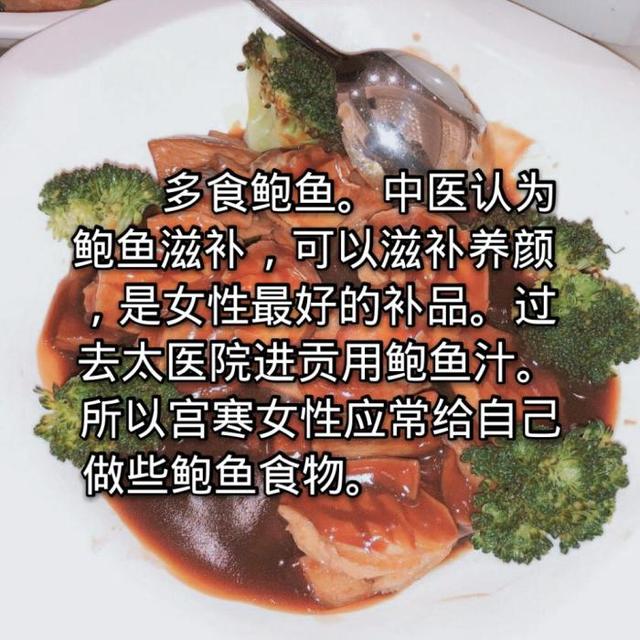 多食鲍鱼。中医认为
鲍鱼滋补，可以滋补养颜
，是女性最好的补品。过
去太医院进贡用鲍鱼汁。
所以宫寒女性应常给自己
做些鲍鱼食物。